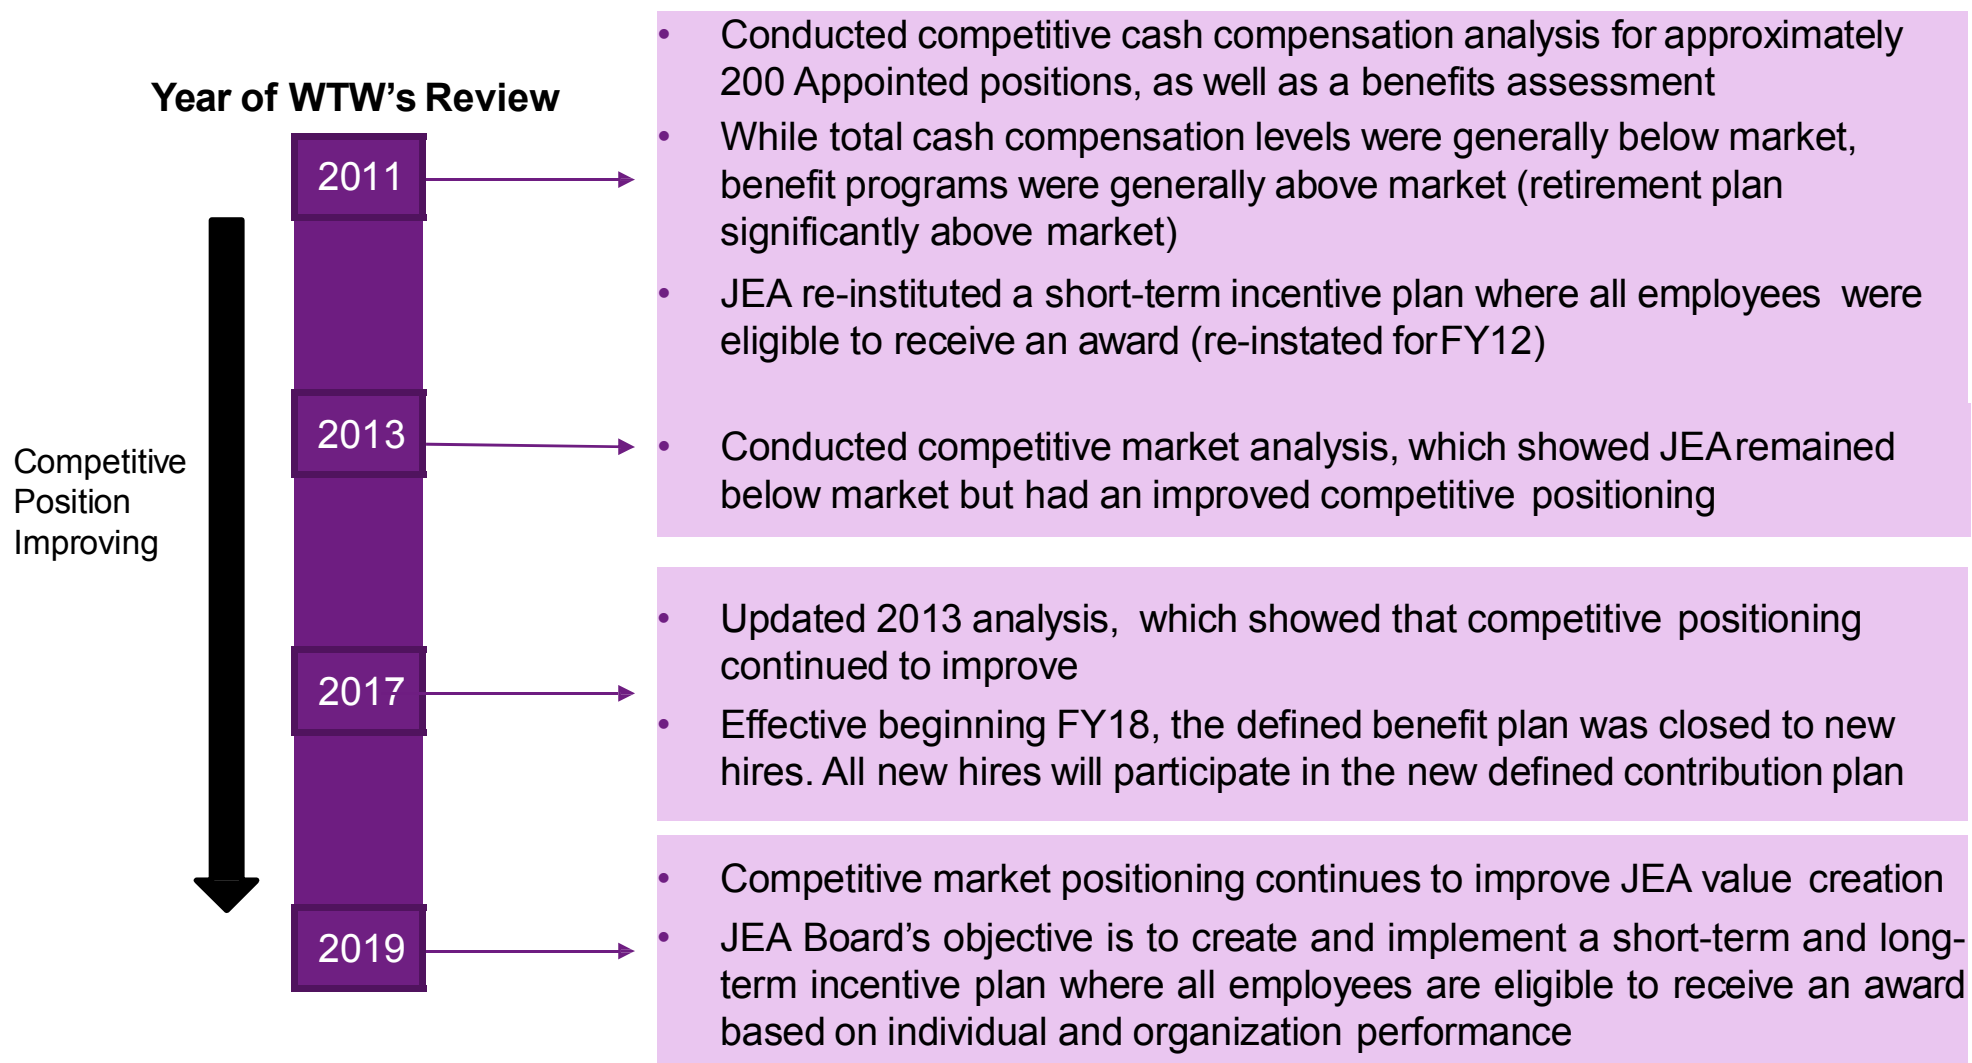 Year of WTW's Review
2011
• Conducted competitive cash compensation analysis for approximately
200 Appointed positions, as well as a benefits assessment
• While total cash compensation levels were generally below market,
benefit programs were generally above market (retirement plan
significantly above market)
• JEA re-instituted a short-term incentive plan where all employees were
eligible to receive an award (re-instated for FY12)
Competitive
Position
Improving
2013
• Conducted competitive market analysis, which showed JEA remained
below market but had an improved competitive positioning
2017
• Updated 2013 analysis, which showed that competitive positioning
continued to improve
• Effective beginning FY18, the defined benefit plan was closed to new
hires. All new hires will participate in the new defined contribution plan
2019
• Competitive market positioning continues to improve JEA value creation
• JEA Board's objective is to create and implement a short-term and long-
term incentive plan where all employees are eligible to receive an award
based on individual and organization performance